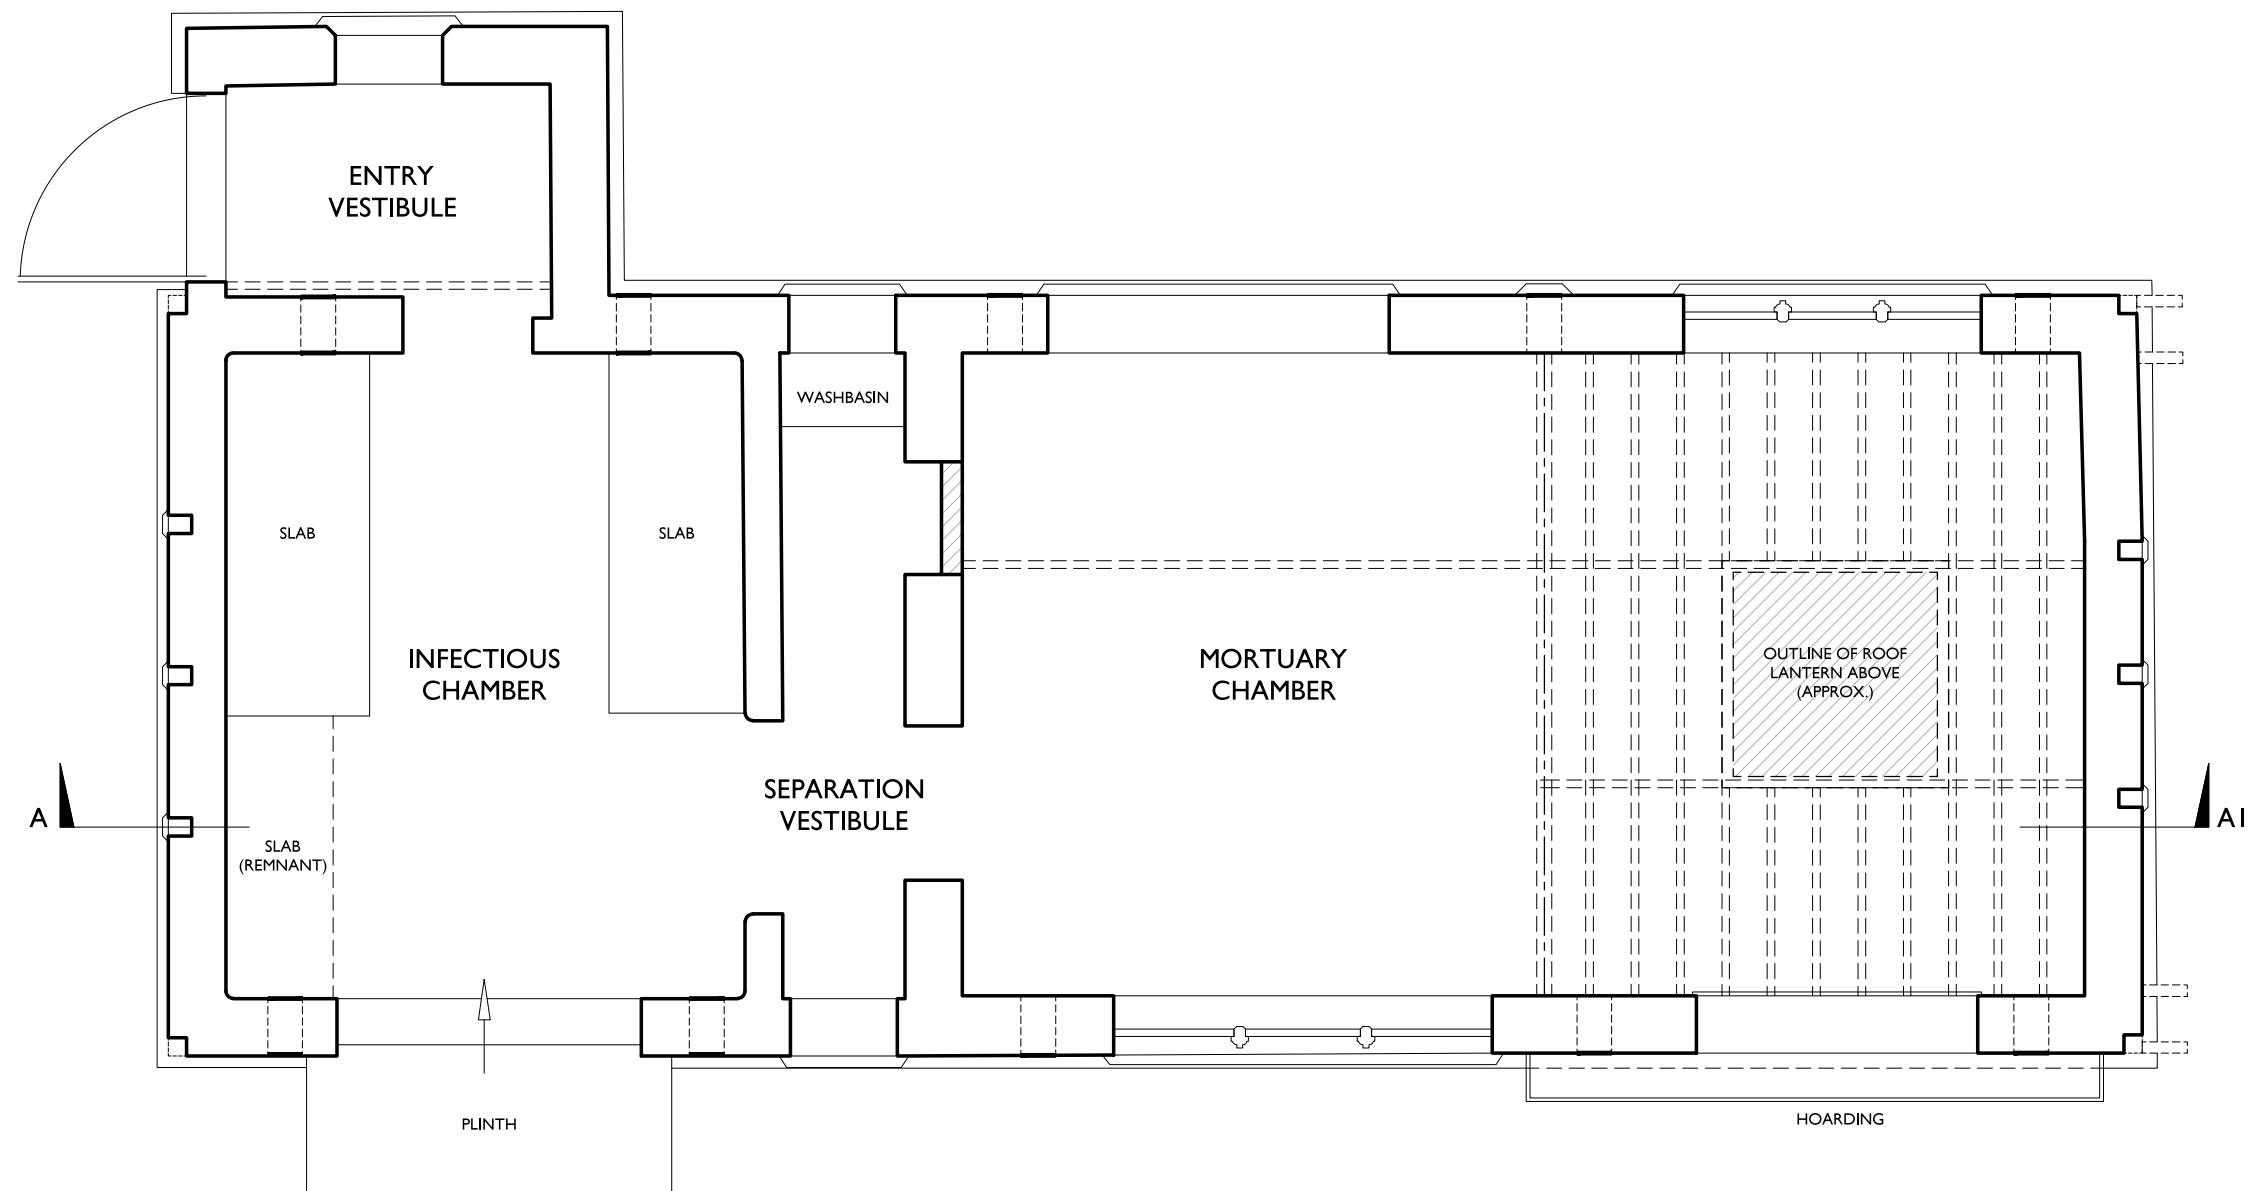 ENTRY
VESTIBULE
WASHBASIN
SLAB
SLAB
INFECTIOUS
CHAMBER
MORTUARY
CHAMBER
OUTLINE OF ROOF
LANTERN ABOVE
(APPROX.)
SEPARATION
VESTIBULE
A
A1
SLAB
(REMNANT)
PLINTH
HOARDING